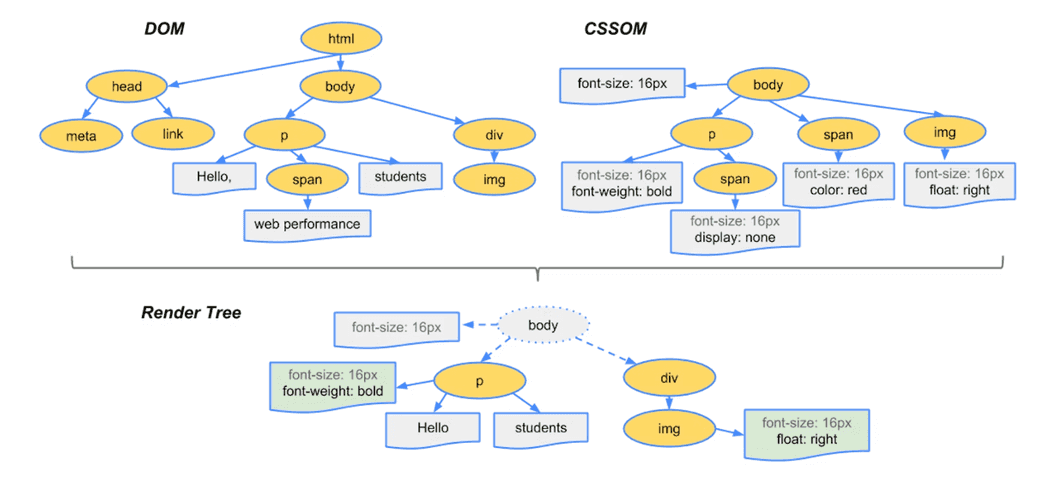 DOM
CSSOM
html
head
body
font-size: 16px
body
meta
link
p
div
p
span
img
Hello,
span
students
img
font-size: 16px
font-weight: bold
span
font-size: 16px
color: red
font-size: 16px
float: right
web performance
font-size: 16px
display: none
Render Tree
font-size: 16px
body
font-size: 16px
font-weight: bold
p
div
Hello
students
img
font-size: 16px
float: right